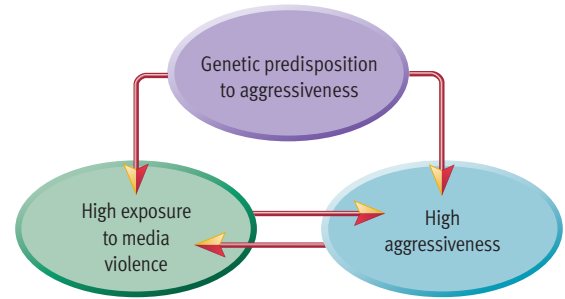 Genetic predisposition
to aggressiveness
High exposure
to media
violence
High
aggressiveness